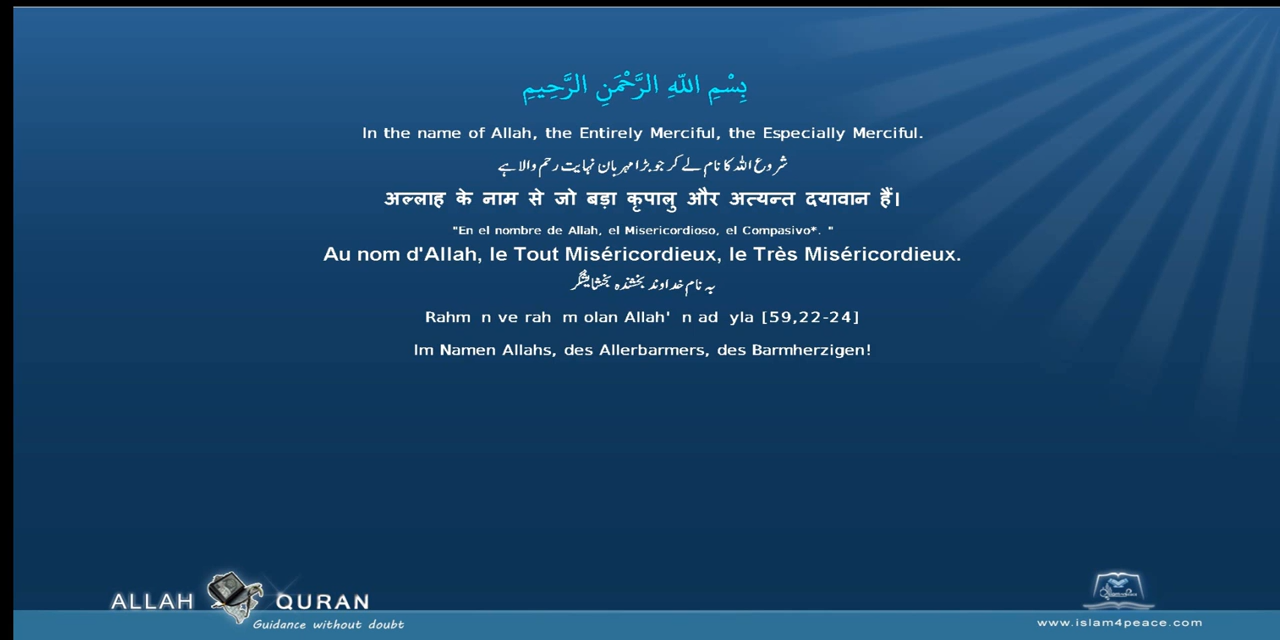 بِسْمِ اللّهِ الرَّحْمَنِ الرَّحِيمِ
In the name of Allah, the Entirely Merciful, the Especially Merciful.
شروع الله کا نام لے کر جو بڑا مہربان نہایت رحم والا ہے
अल्लाह के नाम से जो बड़ा कृपालु और अत्यन्त दयावान हैं।
"En el nombre de Allah, el Misericordioso, el Compasivo*. "
Au nom d'Allah, le Tout Miséricordieux, le Très Miséricordieux.
به نام خداوند بخشنده بخشایشگر
Rahm n ve rah m olan Allah' n ad yla [59,22-24]
Im Namen Allahs, des Allerbarmers, des Barmherzigen!
ALLAH QURAN
Guidance without doubt
www.islam4peace.com